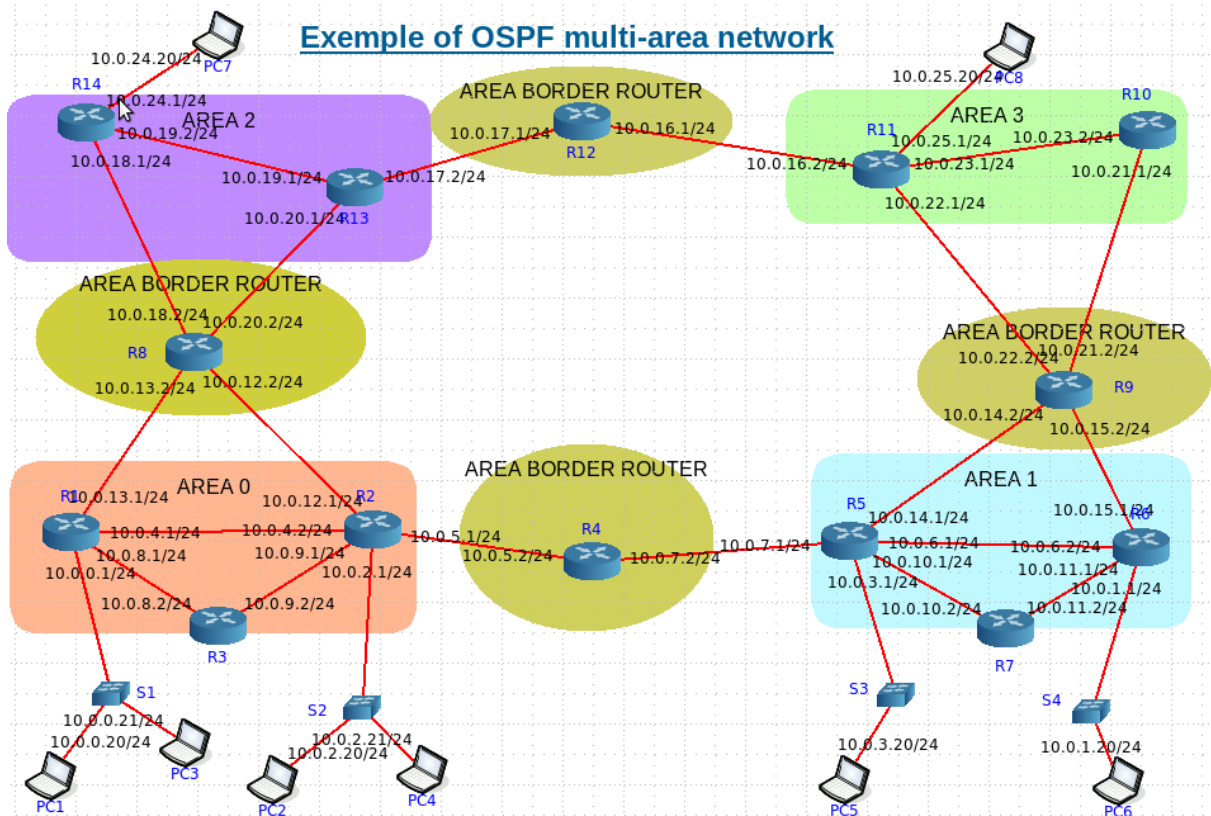 Exemple of OSPF multi-area network
10.0.24.20/24
PC7
R14
10.0.24.1/24
AREA 2
10.0.19.2/24
10.0.18.1/24
10.0.19.1/24
10.0.17.2/24
10.0.20.1/24
R13
AREA BORDER ROUTER
10.0.17.1/24
10.0.16.1/24
R12
10.0.25.20/24
PC8
R10
AREA 3
R11
10.0.25.1/24
10.0.23.2/24
10.0.16.2/24
10.0.23.1/24
10.0.21.1/24
10.0.22.1/24
AREA BORDER ROUTER
10.0.18.2/24
10.0.20.2/24
R8
10.0.13.2/24
10.0.12.2/24
AREA BORDER ROUTER
10.0.22.2/24
10.0.21.2/24
R9
10.0.14.2/24
10.0.15.2/24
AREA 0
R1
10.0.13.1/24
10.0.12.1/24
R2
10.0.4.1/24
10.0.4.2/24
10.0.8.1/24
10.0.9.1/24
10.0.0.1/24
10.0.2.1/24
10.0.8.2/24
10.0.9.2/24
R3
AREA BORDER ROUTER
10.0.5.1/24
R4
10.0.5.2/24
10.0.7.2/24
10.0.7.1/24
AREA 1
R5
10.0.14.1/24
10.0.15.1/24
R6
10.0.6.1/24
10.0.6.2/24
10.0.10.1/24
10.0.11.1/24
10.0.3.1/24
10.0.1.1/24
10.0.10.2/24
10.0.11.2/24
R7
S1
10.0.0.21/24
10.0.0.20/24
PC1
PC3
S2
10.0.2.21/24
10.0.2.20/24
PC2
PC4
S3
10.0.3.20/24
PC5
S4
10.0.1.20/24
PC6